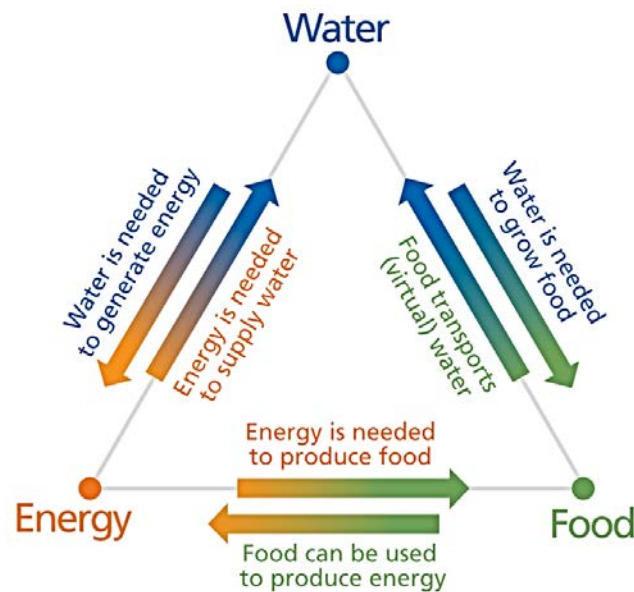 Water
Water is needed
to generate energy
Energy is needed
to supply water
Food transports
(virtual)) water
Water is needed
to grow food
Energy is needed
to produce food
Energy
Food
Food can be used
to produce energy